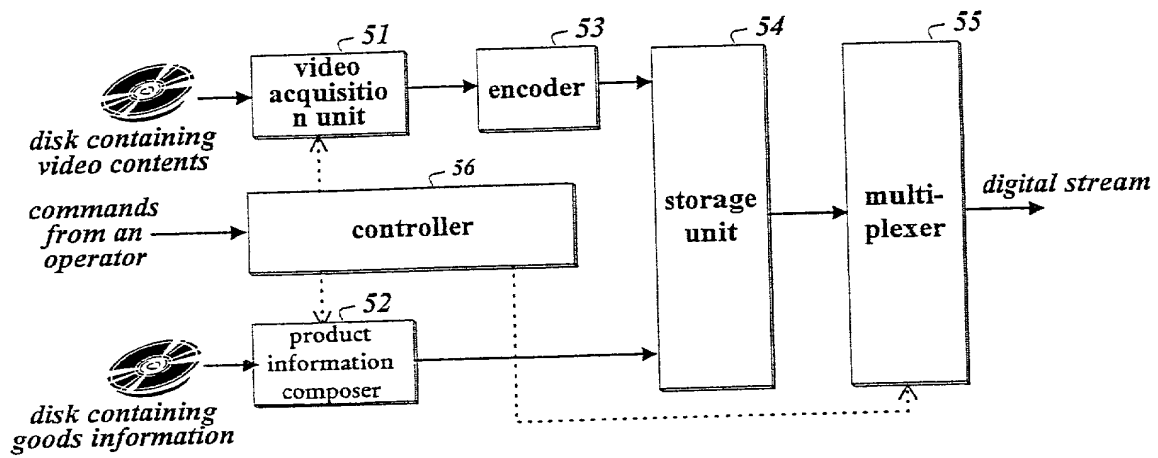 51
video
acquisitio
n unit
53
encoder
54
storage
unit
55
multi-
plexer
digital stream
disk containing
video contents
56
controller
commands
from an
operator
52
product
information
composer
disk containing
goods information